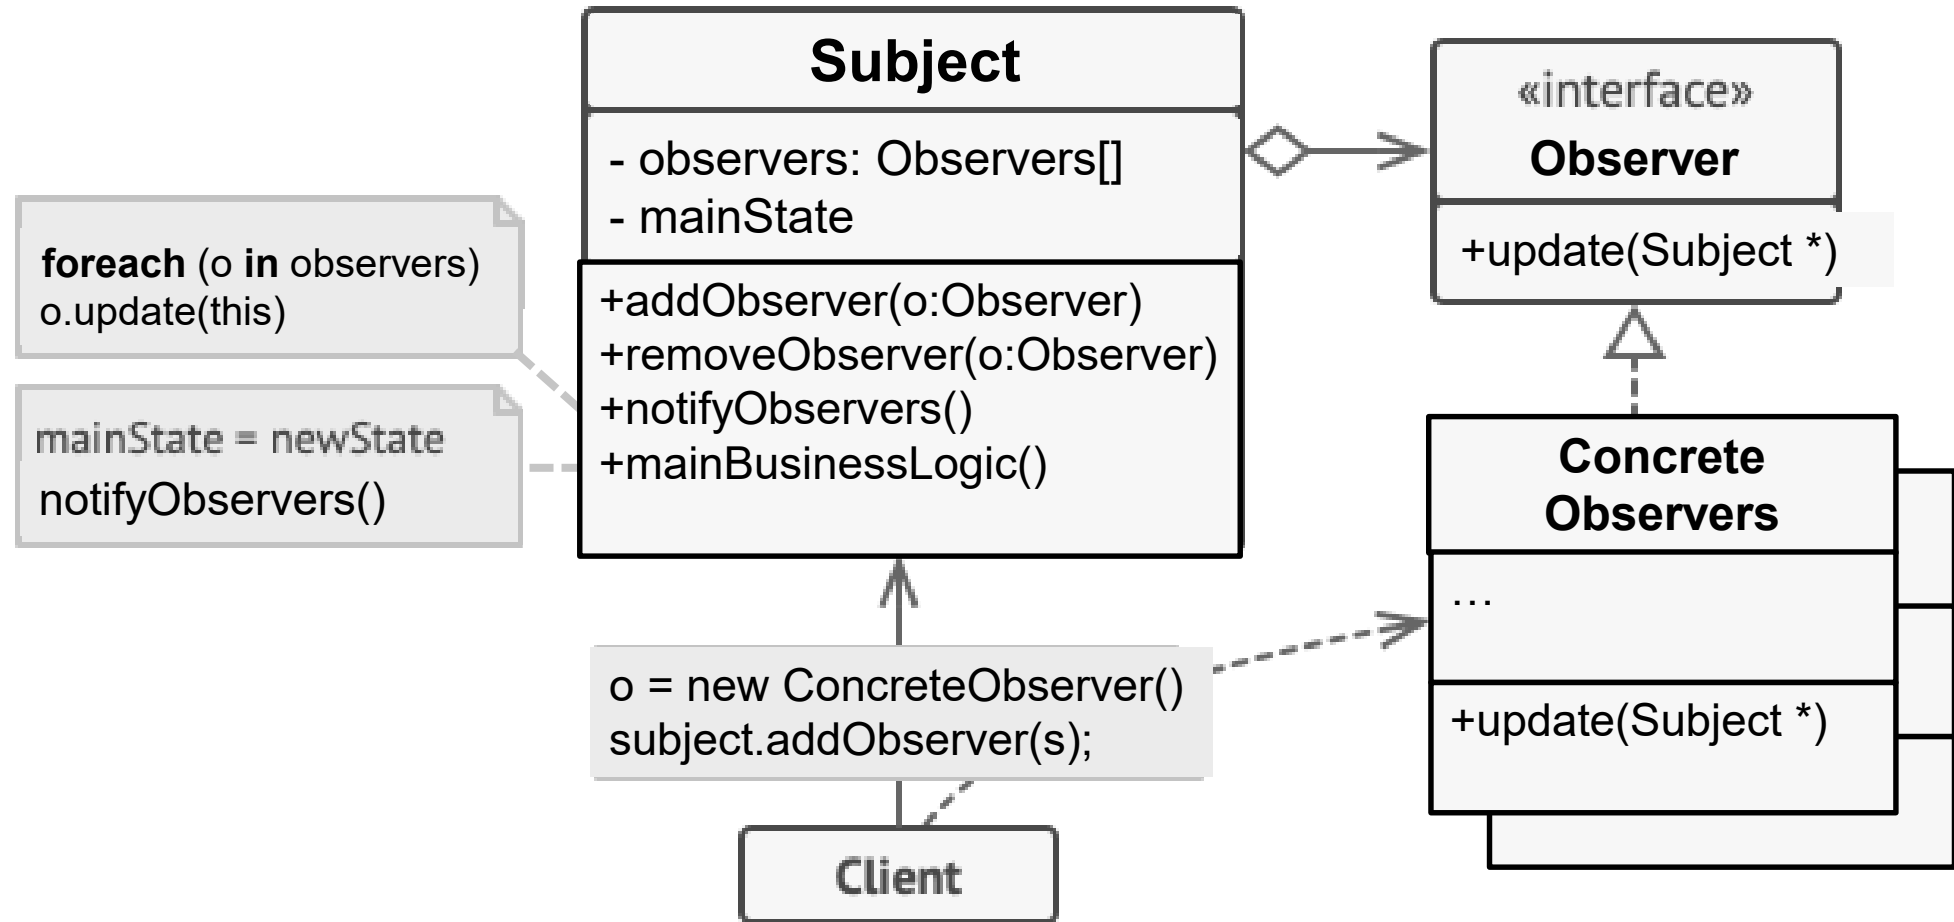 Subject
- observers: Observers[]
- mainState
+addObserver(o:Observer)
+removeObserver(o:Observer)
+notifyObservers()
+mainBusinessLogic()
«interface»
Observer
+update(Subject *)
foreach (o in observers)
o.update(this)
mainState = newState
notifyObservers()
Concrete
Observers
...
+update(Subject *)
o = new ConcreteObserver()
subject.addObserver(s);
Client